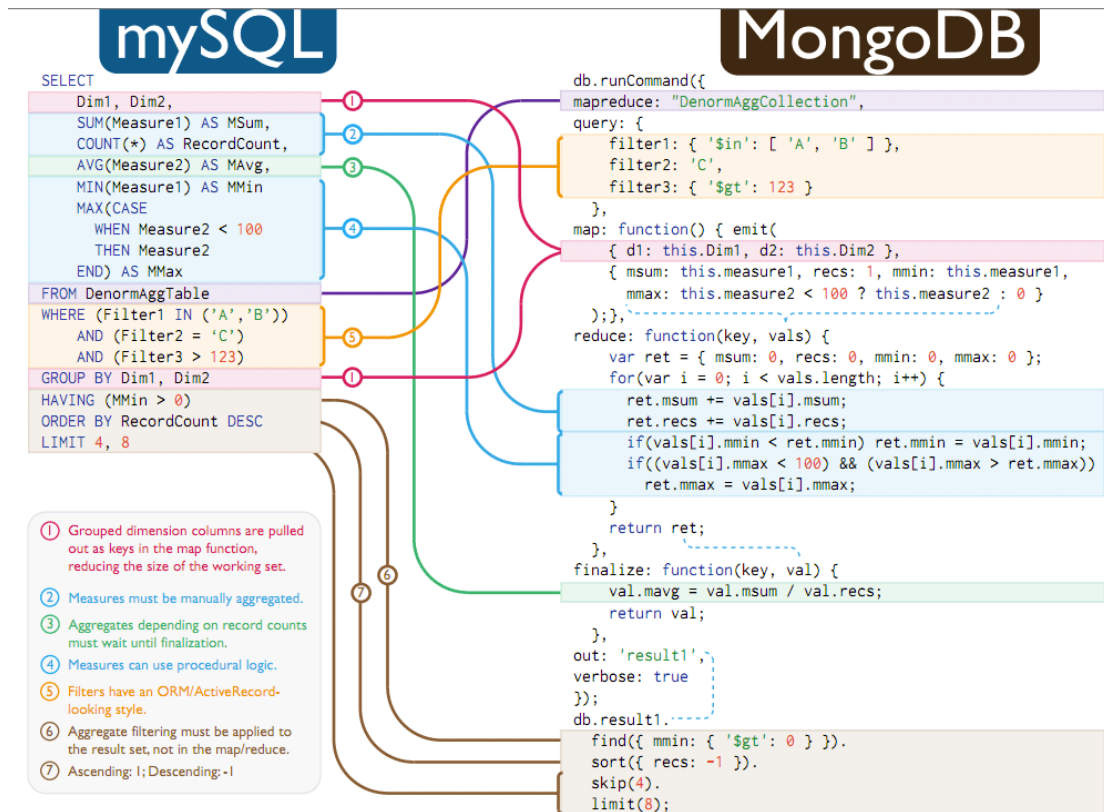 mySQL
SELECT
Dim1, Dim2,
SUM(Measure1) AS MSum,
COUNT(*) AS RecordCount,
AVG(Measure2) AS MAvg,
MIN(Measure1) AS MMin
MAX(CASE
WHEN Measure2 < 100
THEN Measure2
END) AS MMax
FROM DenormAggTable
WHERE (Filter1 IN ('A','B'))
AND (Filter2 = ‘C’)
AND (Filter3 > 123)
GROUP BY Dim1, Dim2
HAVING (MMin > 0)
ORDER BY RecordCount DESC
LIMIT 4, 8
1
2
3
4
5
1
6
7
1 Grouped dimension columns are pulled
out as keys in the map function,
reducing the size of the working set.
2 Measures must be manually aggregated.
3 Aggregates depending on record counts
must wait until finalization.
4 Measures can use procedural logic.
5 Filters have an ORM/ActiveRecord-
looking style.
6 Aggregate filtering must be applied to
the result set, not in the map/reduce.
7 Ascending: 1; Descending: -1
MongoDB
db.runCommand({
mapreduce: "DenormAggCollection",
query: {
filter1: { '$in': [ 'A', 'B' ] },
filter2: 'C',
filter3: { '$gt': 123 }
},
map: function() { emit(
{ d1: this.Dim1, d2: this.Dim2 },
{ msum: this.measure1, recs: 1, mmin: this.measure1,
mmax: this.measure2 < 100 ? this.measure2 : 0 }
);},
reduce: function(key, vals) {
var ret = { msum: 0, recs: 0, mmin: 0, mmax: 0 };
for(var i = 0; i < vals.length; i++) {
ret.msum += vals[i].msum;
ret.recs += vals[i].recs;
if(vals[i].mmin < ret.mmin) ret.mmin = vals[i].mmin;
if((vals[i].mmax < 100) && (vals[i].mmax > ret.mmax))
ret.mmax = vals[i].mmax;
}
return ret;
},
finalize: function(key, val) {
val.mavg = val.msum / val.recs;
return val;
},
out: 'result1',
verbose: true
});
db.result1.
find({ mmin: { '$gt': 0 } }).
sort({ recs: -1 }).
skip(4).
limit(8);